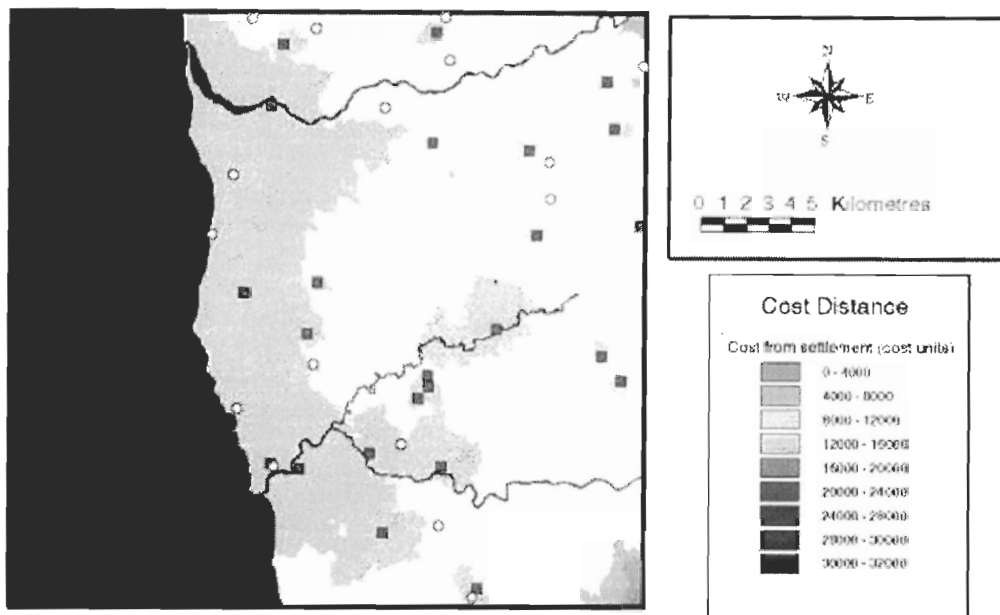 N
W E
S
0 1 2 3 4 5 Kilometres
Cost Distance
Cost from settlement (cost units)
0 - 4000
4000 - 8000
8000 - 12000
12000 - 16000
16000 - 20000
20000 - 24000
24000 - 28000
28000 - 30000
30000 - 32000